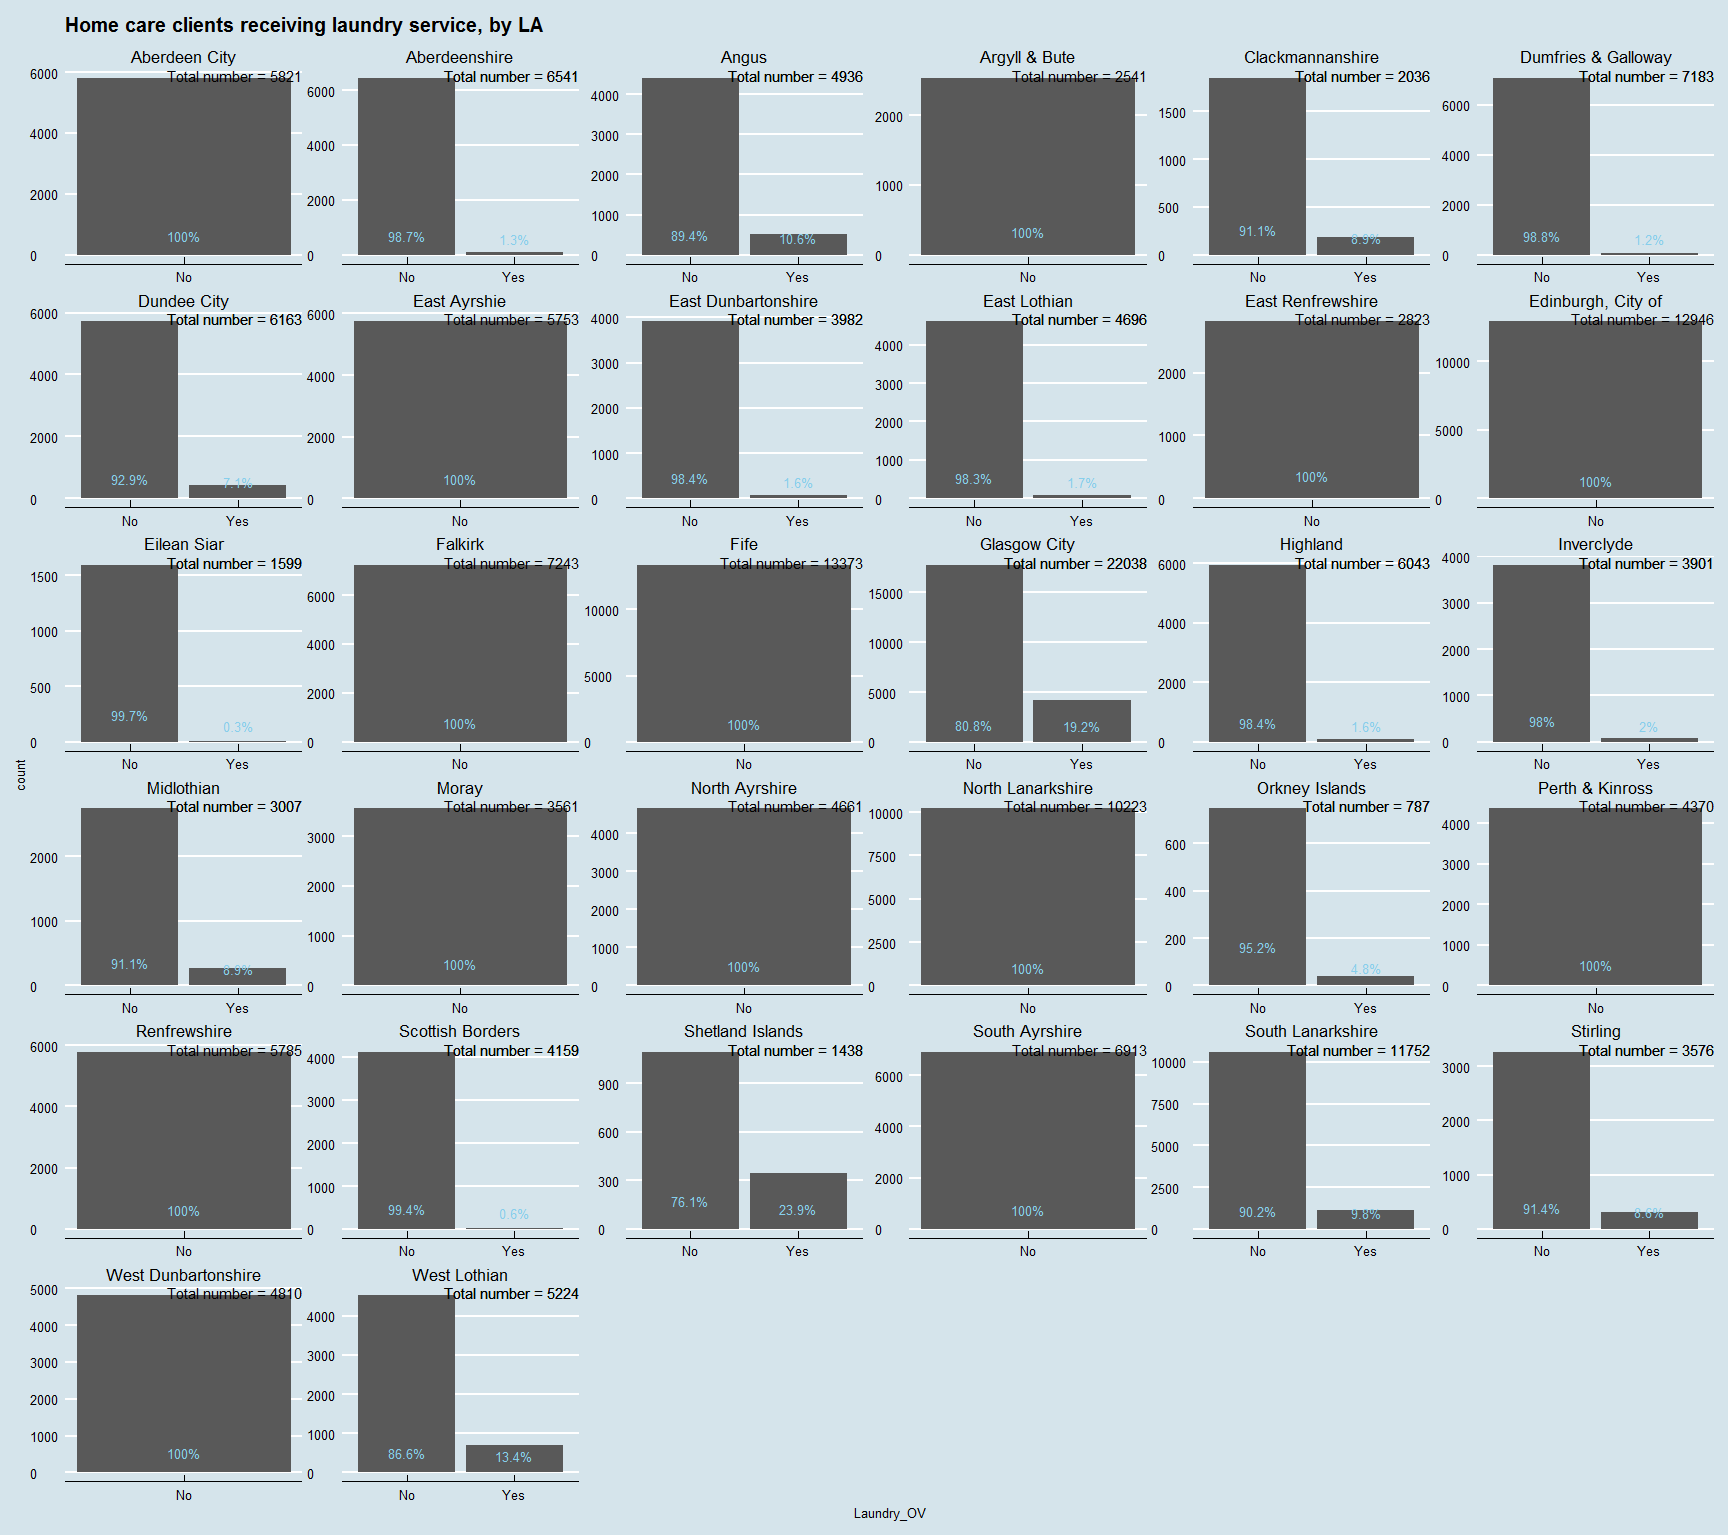 Home care clients receiving laundry service, by LA
Aberdeen City
Aberdeenshire
Angus
Argyll & Bute
Clackmannanshire
Dumfries & Galloway
Total number = 5821
Total number = 6541
Total number = 4936
Total number = 2541
Total number = 2036
Total number = 7183
6000
4000
2000
0
100%
No
6000
4000
2000
0
98.7%
1.3%
No
Yes
4000
3000
2000
1000
0
89.4%
10.6%
No
Yes
2000
1000
0
100%
No
1500
1000
500
0
91.1%
8.9%
No
Yes
6000
4000
2000
0
98.8%
1.2%
No
Yes
Dundee City
East Ayrshie
East Dunbartonshire
East Lothian
East Renfrewshire
Edinburgh, City of
Total number = 6163
Total number = 5753
Total number = 3982
Total number = 4696
Total number = 2823
Total number = 12946
6000
4000
2000
0
92.9%
7.1%
No
Yes
6000
4000
2000
0
100%
No
4000
3000
2000
1000
0
98.4%
1.6%
No
Yes
4000
3000
2000
1000
0
98.3%
1.7%
No
Yes
2000
1000
0
100%
No
10000
5000
0
100%
No
Eilean Siar
Falkirk
Fife
Glasgow City
Highland
Inverclyde
Total number = 1599
Total number = 7243
Total number = 13373
Total number = 22038
Total number = 6043
Total number = 3901
1500
1000
500
0
99.7%
0.3%
No
Yes
6000
4000
2000
0
100%
No
10000
5000
0
100%
No
15000
10000
5000
0
80.8%
19.2%
No
Yes
6000
4000
2000
0
98.4%
1.6%
No
Yes
4000
3000
2000
1000
0
98%
2%
No
Yes
count
Midlothian
Moray
North Ayrshire
North Lanarkshire
Orkney Islands
Perth & Kinross
Total number = 3007
Total number = 3561
Total number = 4661
Total number = 10223
Total number = 787
Total number = 4370
2000
1000
0
91.1%
8.9%
No
Yes
3000
2000
1000
0
100%
No
4000
3000
2000
1000
0
100%
No
10000
7500
5000
2500
0
100%
No
600
400
200
0
95.2%
4.8%
No
Yes
4000
3000
2000
1000
0
100%
No
Renfrewshire
Scottish Borders
Shetland Islands
South Ayrshire
South Lanarkshire
Stirling
Total number = 5785
Total number = 4159
Total number = 1438
Total number = 6913
Total number = 11752
Total number = 3576
6000
4000
2000
0
100%
No
4000
3000
2000
1000
0
99.4%
0.6%
No
Yes
900
600
300
0
76.1%
23.9%
No
Yes
6000
4000
2000
0
100%
No
10000
7500
5000
2500
0
90.2%
9.8%
No
Yes
3000
2000
1000
0
91.4%
8.6%
No
Yes
West Dunbartonshire
West Lothian
Total number = 4810
Total number = 5224
5000
4000
3000
2000
1000
0
100%
No
4000
3000
2000
1000
0
86.6%
13.4%
No
Yes
Laundry_OV